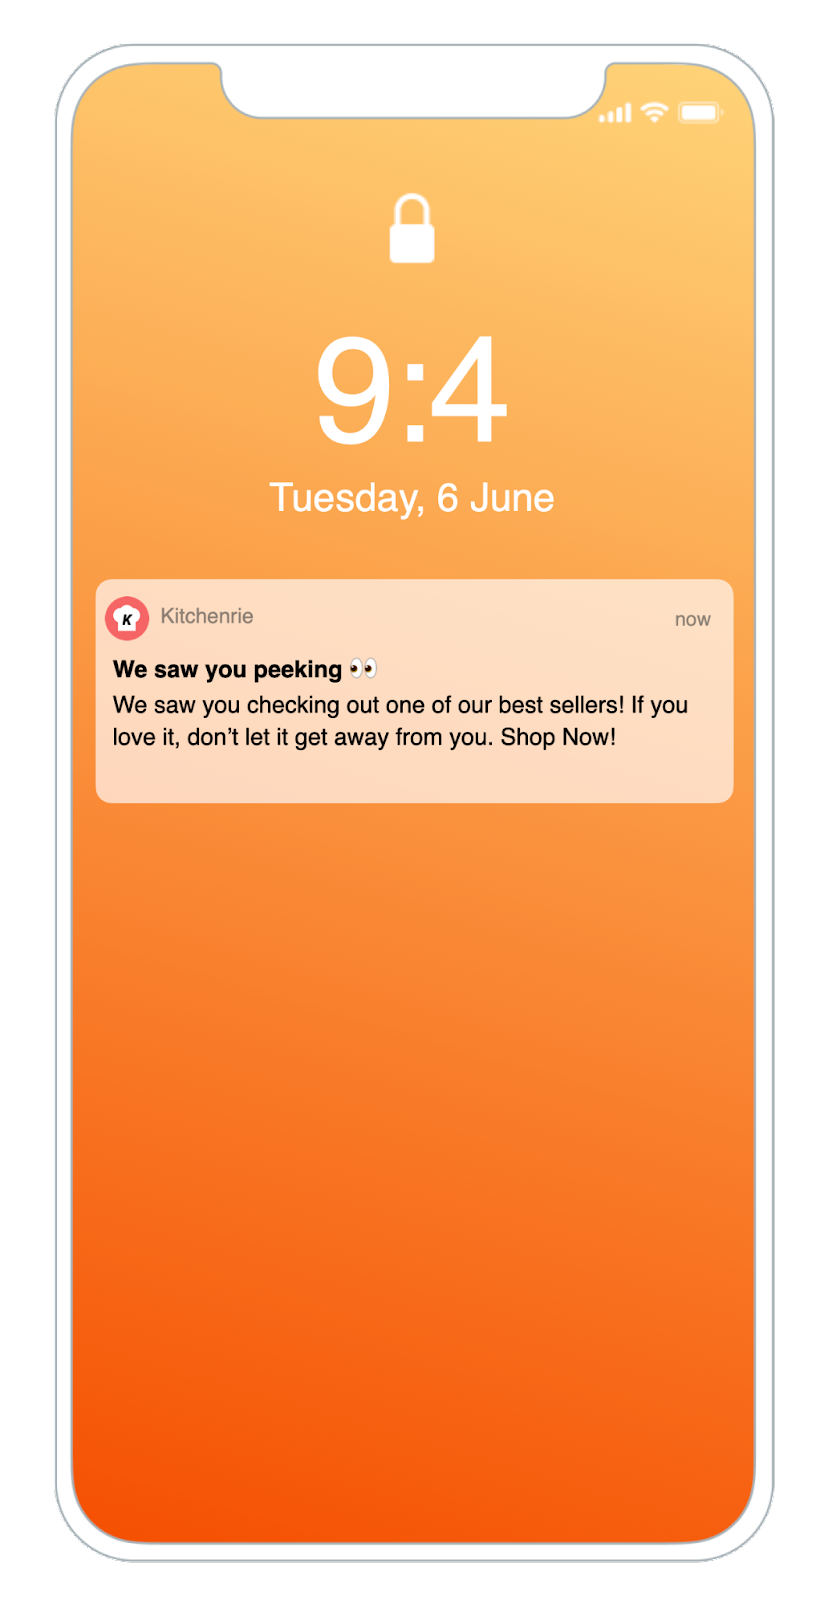 9:4
Tuesday, 6 June
K
Kitchenrie
now
We saw you peeking 👀
We saw you checking out one of our best sellers! If you
love it, don’t let it get away from you. Shop Now!